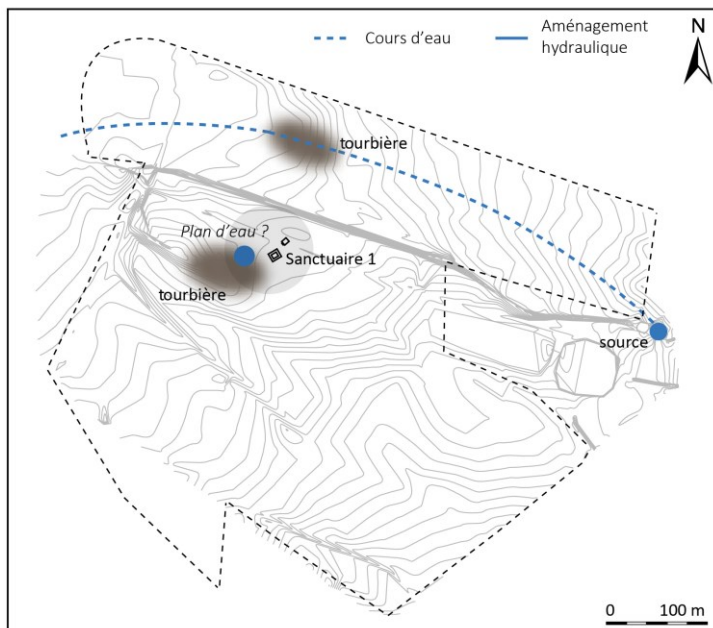 Cours d'eau
Aménagement
hydraulique
N
tourbière
Plan d'eau ?
Sanctuaire 1
tourbière
source
0 100 m